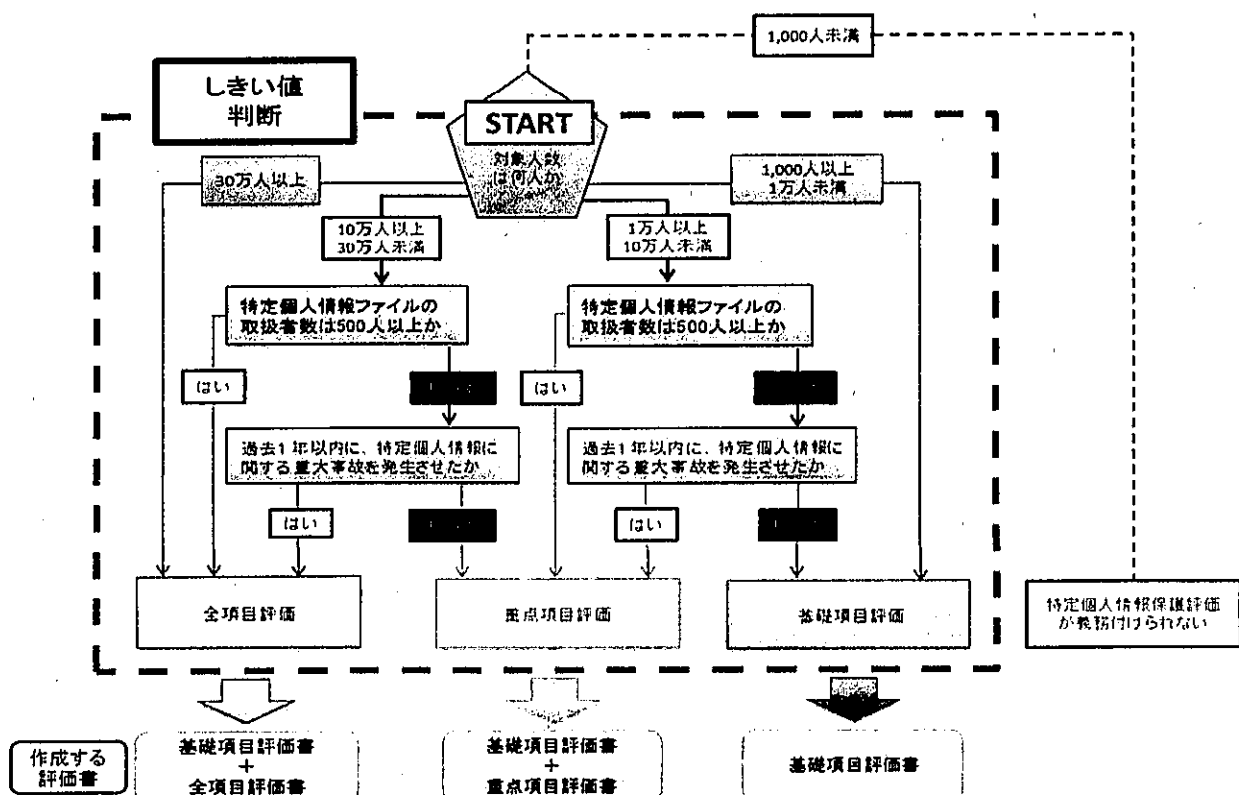 1,000人未満
しきい値
判断
START
対象人数
は何人か
30万人以上
1,000人以上
1万人未満
10万人以上
30万人未満
1万人以上
10万人未満
特定個人情報ファイルの
取扱者数は500人以上か
特定個人情報ファイルの
取扱者数は500人以上か
はい
はい
過去1年以内に、特定個人情報に
関する重大事故を発生させたか
過去1年以内に、特定個人情報に
関する重大事故を発生させたか
はい
はい
全項目評価
重点項目評価
基礎項目評価
特定個人情報保護評価
が義務付けられない
作成する
評価書
基礎項目評価書
+
全項目評価書
基礎項目評価書
+
重点項目評価書
基礎項目評価書